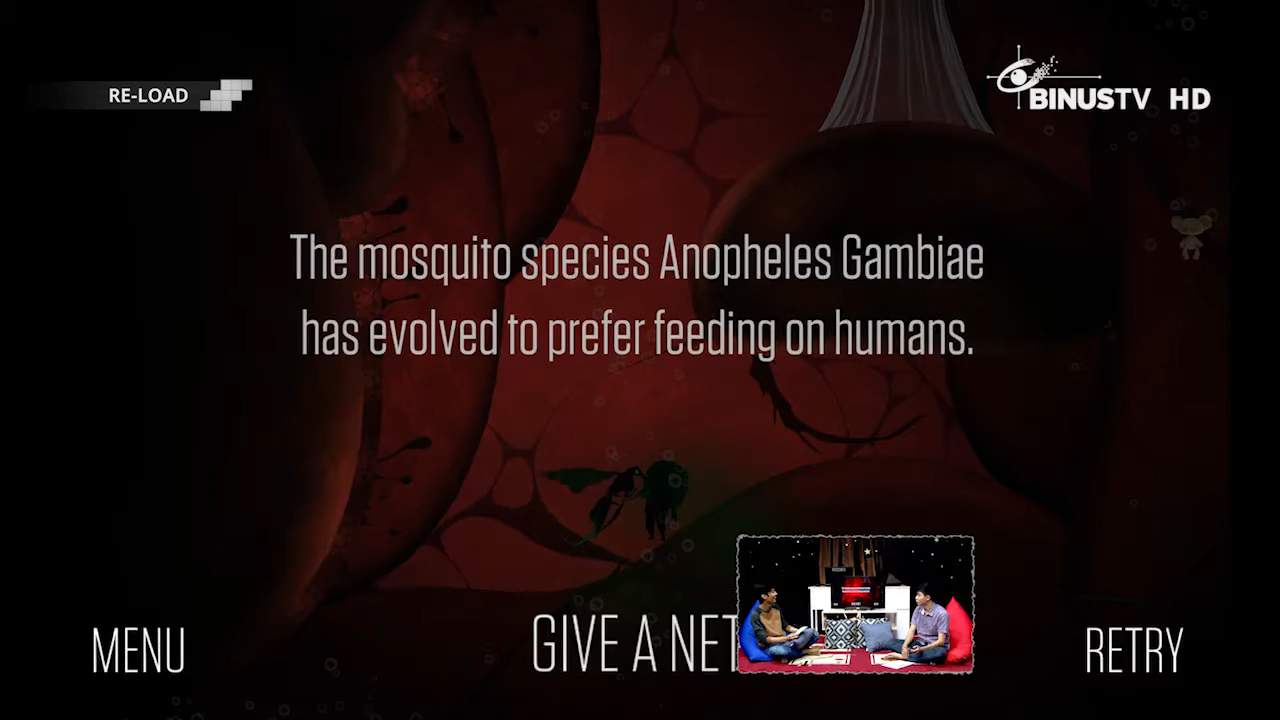 RE-LOAD
BINUSTV HD
The mosquito species Anopheles Gambiae
has evolved to prefer feeding on humans.
MENU
GIVE A NET
RETRY